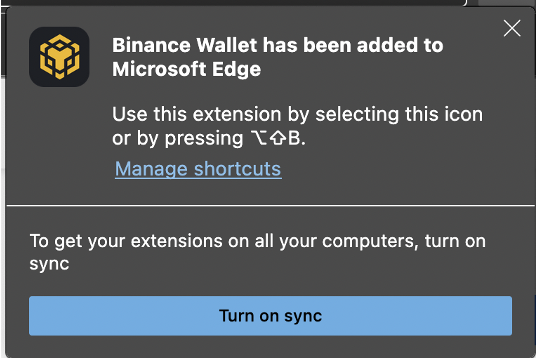 Binance Wallet has been added to
Microsoft Edge
Use this extension by selecting this icon
or by pressing ⌥⇧B.
Manage shortcuts
To get your extensions on all your computers, turn on
sync
Turn on sync